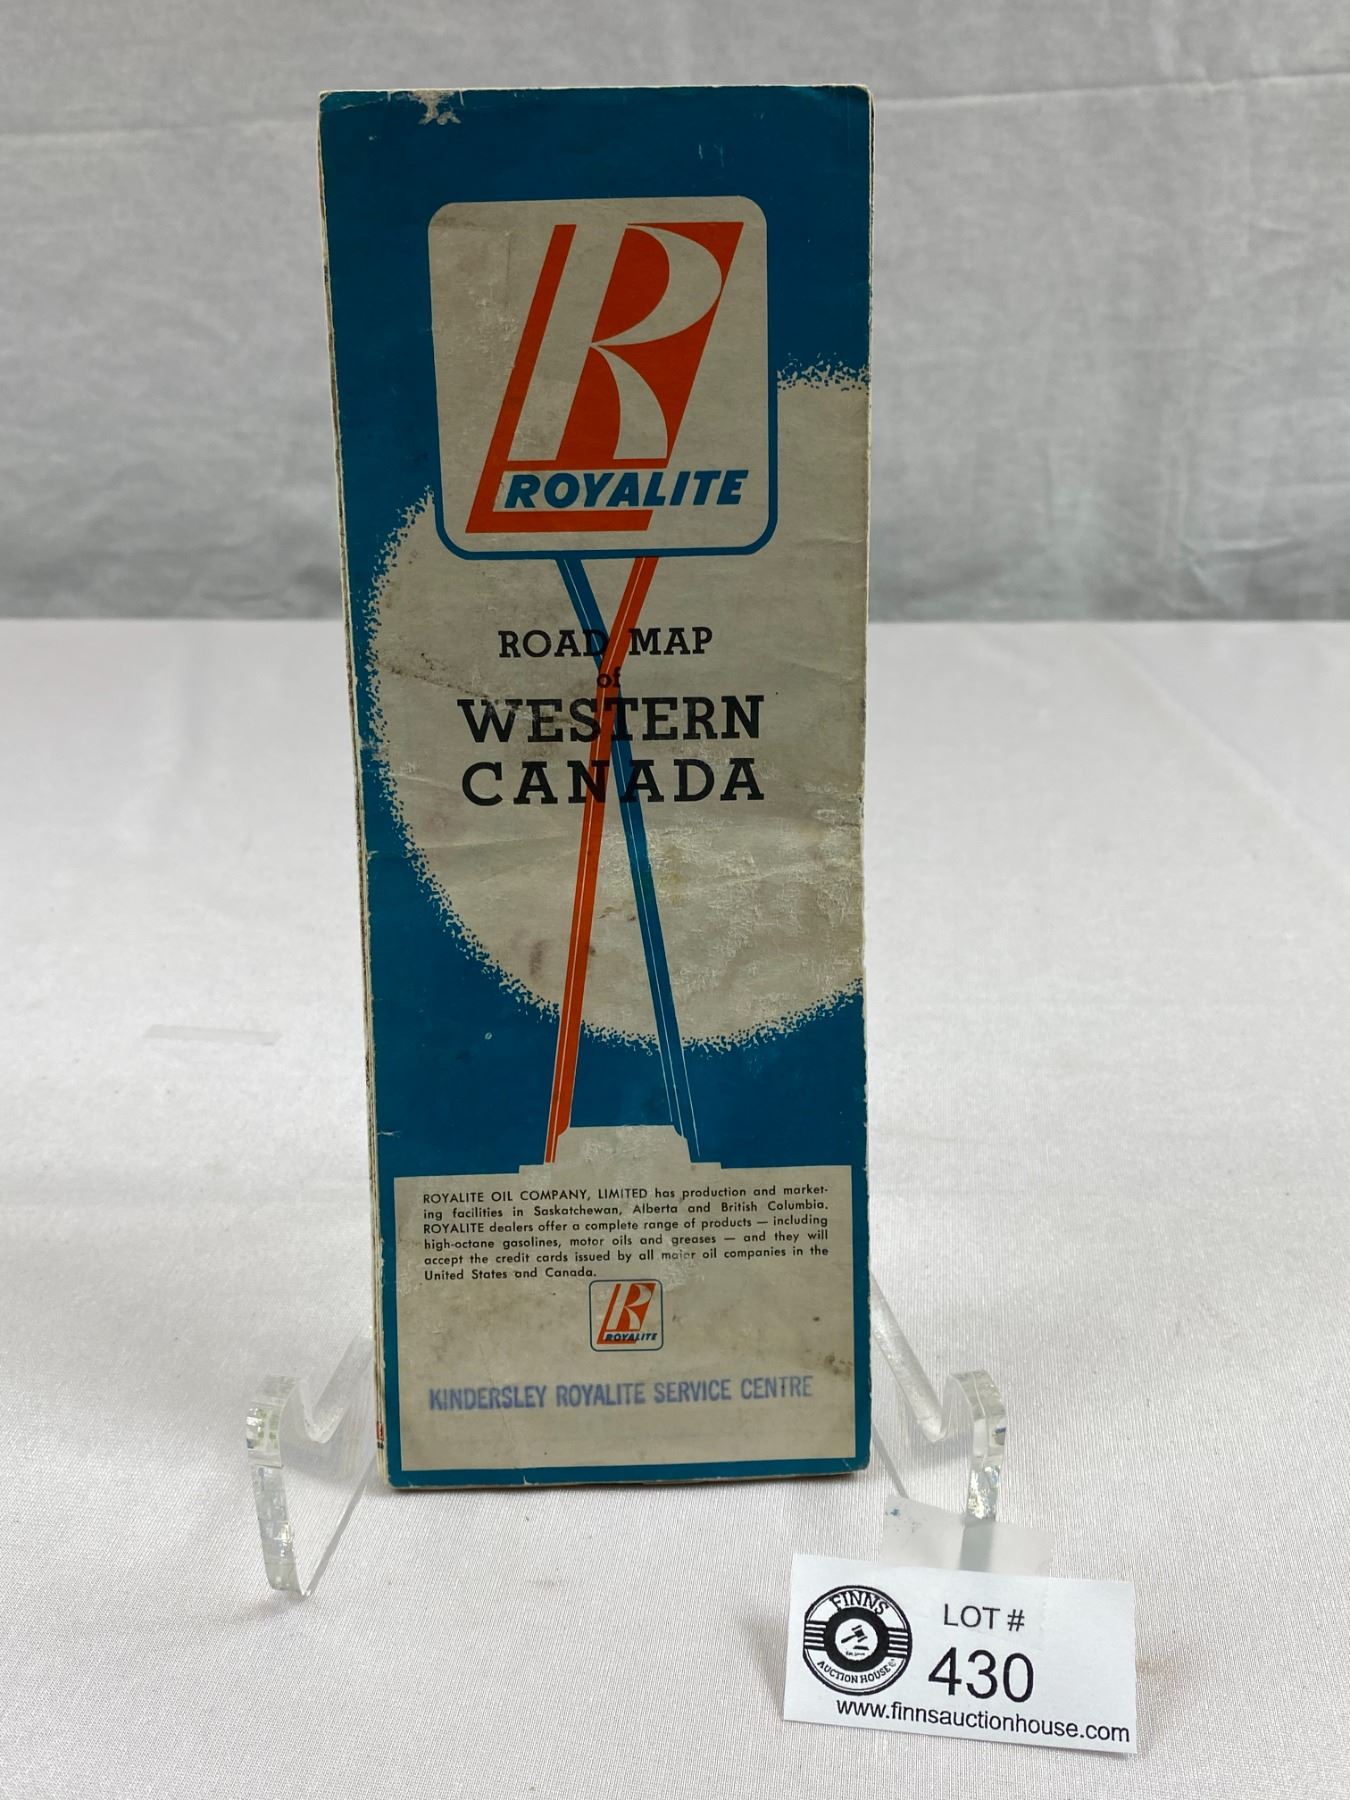 R
ROYALITE
ROAD MAP
of
WESTERN
CANADA
ROYALITE OIL COMPANY, LIMITED has production and market-
ing facilities in Saskatchewan, Alberta and British Columbia.
ROYALITE dealers offer a complete range of products — including
high-octane gasolines, motor oils and greases — and they will
accept the credit cards issued by all major oil companies in the
United States and Canada.
R
ROYALITE
KINDERSLEY ROYALITE SERVICE CENTRE
FINNS
AUCTION HOUSE
LOT #
430
www.finnsauctionhouse.com